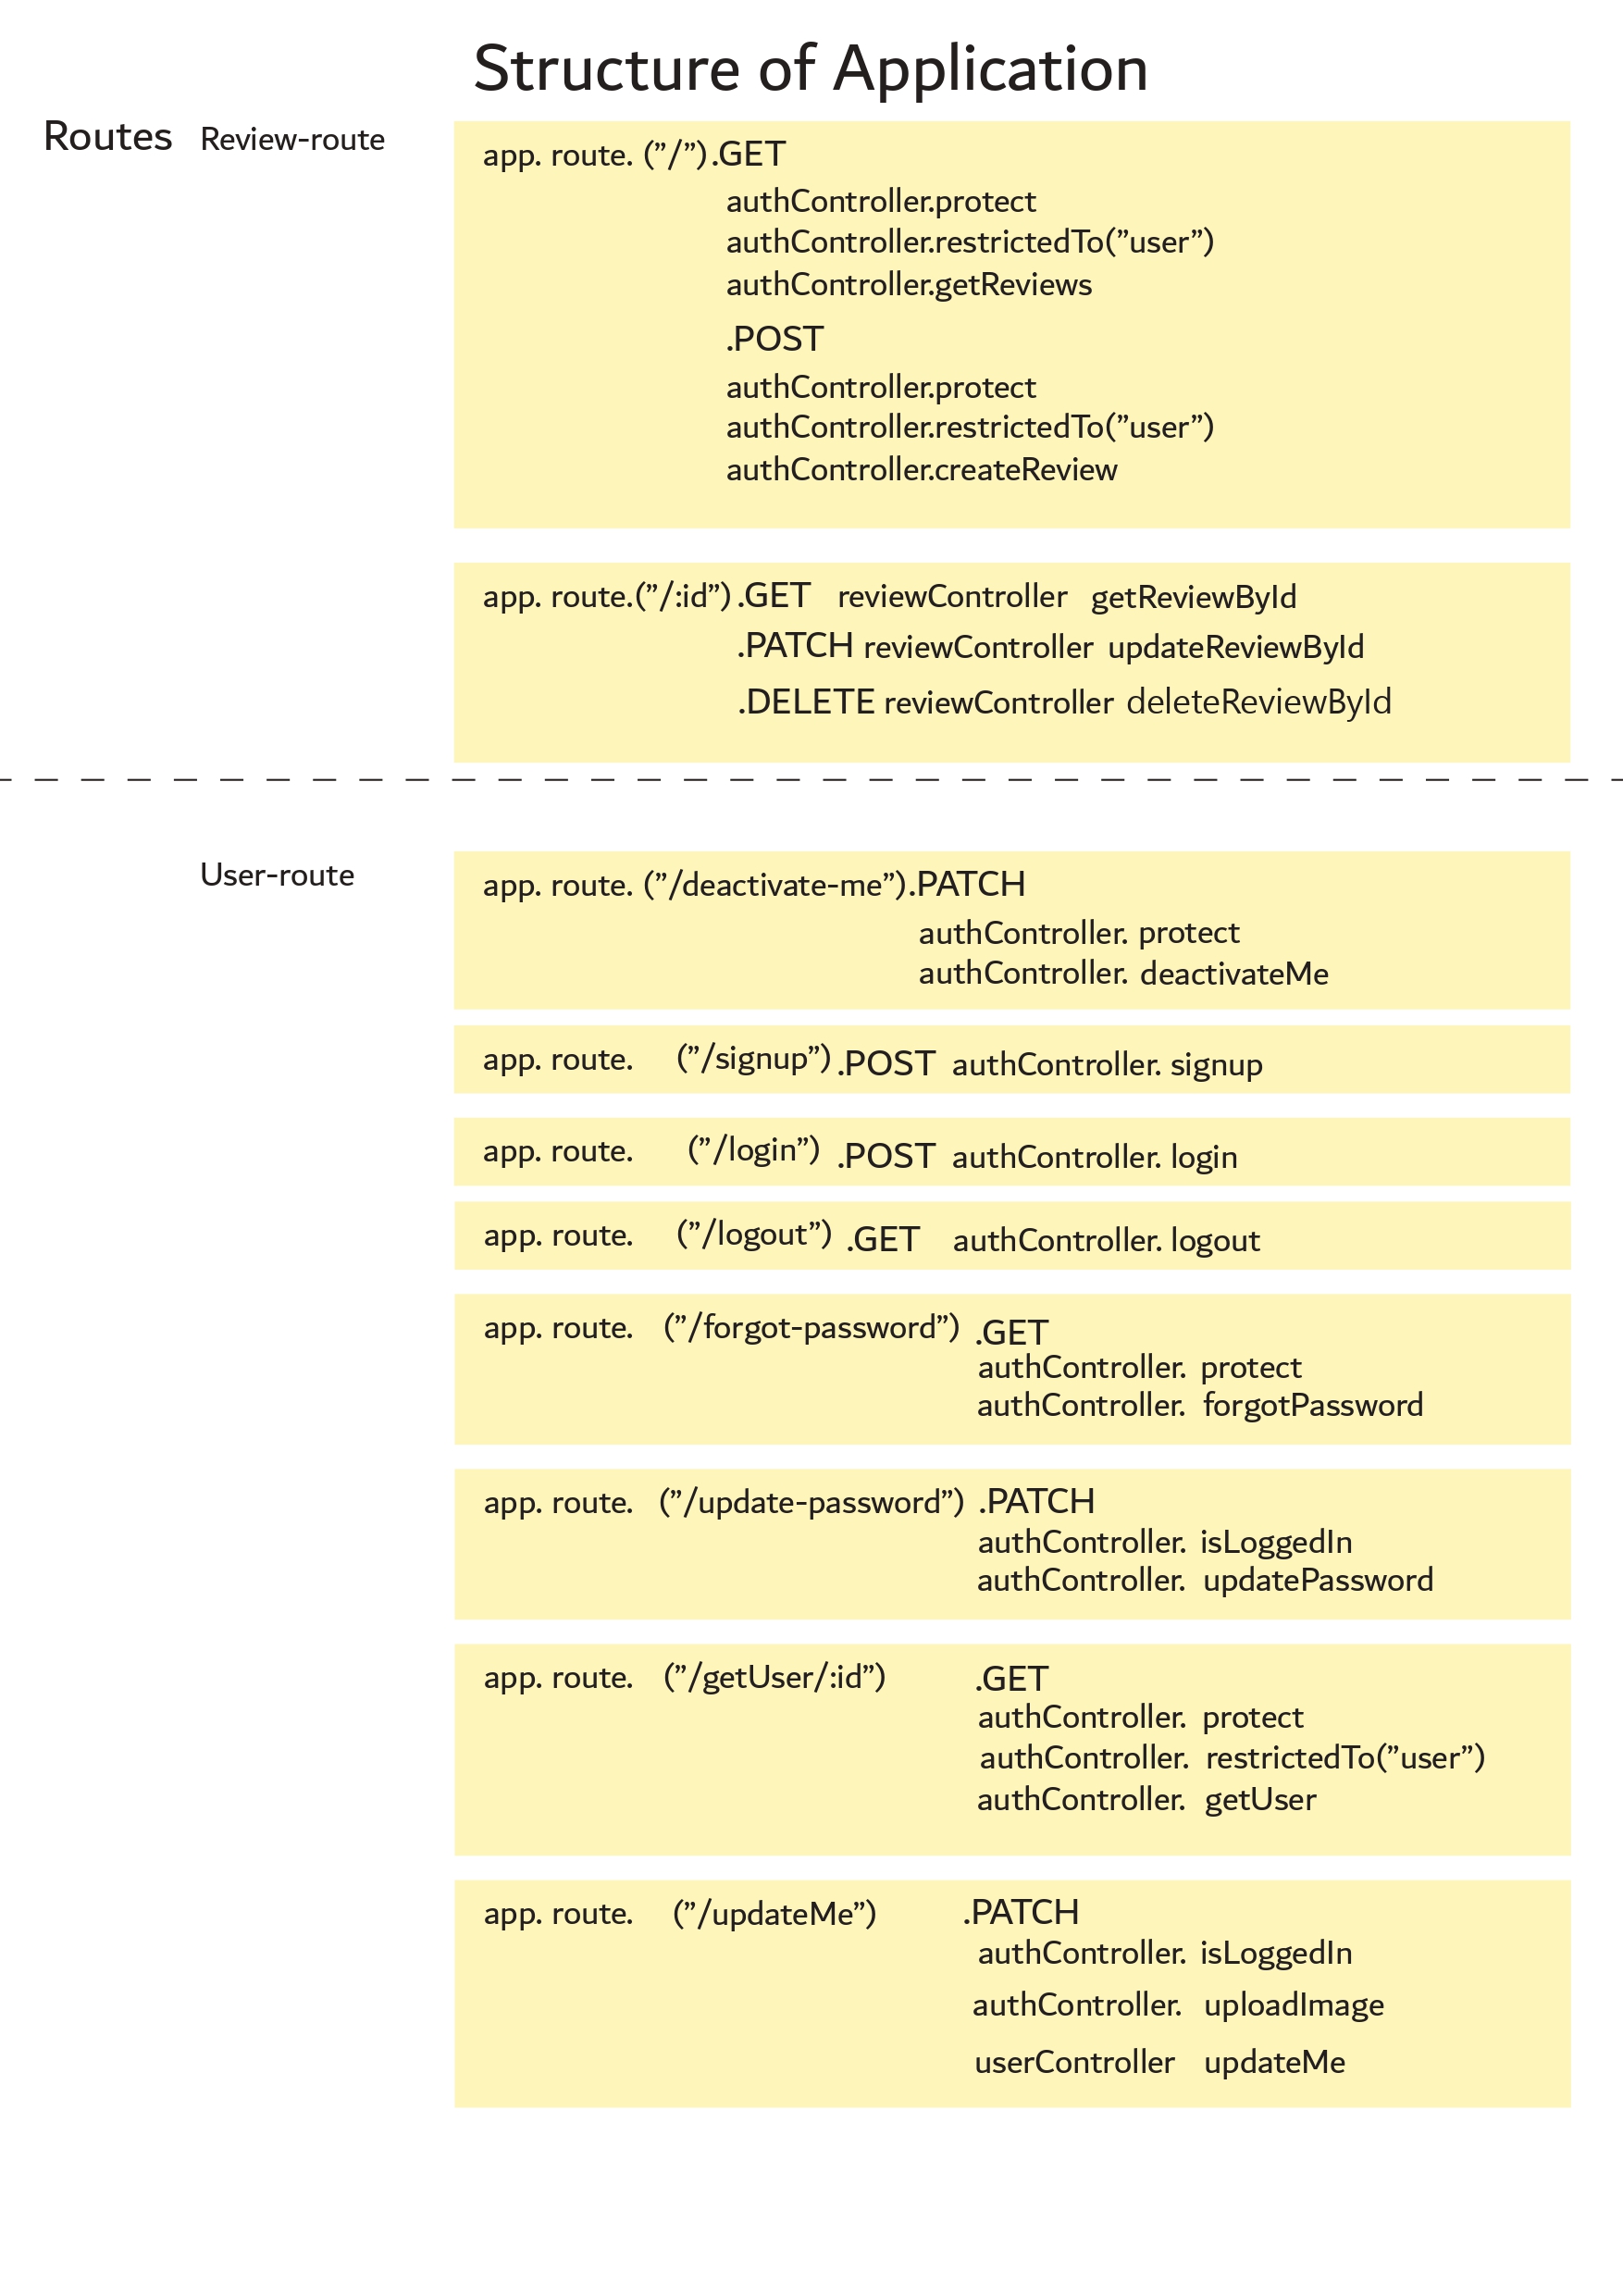 Structure of Application
Routes Review-route
app. route. (”/”).GET
authController.protect
authController.restrictedTo(”user”)
authController.getReviews
.POST
authController.protect
authController.restrictedTo(”user”)
authController.createReview
app. route.(”/:id”).GET reviewController getReviewById
.PATCH reviewController updateReviewById
.DELETE reviewController deleteReviewById
User-route
app. route. (”/deactivate-me”).PATCH
authController. protect
authController. deactivateMe
app. route. (”/signup”).POST authController. signup
app. route. (”/login”) .POST authController. login
app. route. (”/logout”) .GET authController. logout
app. route. (”/forgot-password”) .GET
authController. protect
authController. forgotPassword
app. route. (”/update-password”) .PATCH
authController. isLoggedIn
authController. updatePassword
app. route. (”/getUser/:id”) .GET
authController. protect
authController. restrictedTo(”user”)
authController. getUser
app. route. (”/updateMe”) .PATCH
authController. isLoggedIn
authController. uploadImage
userController updateMe